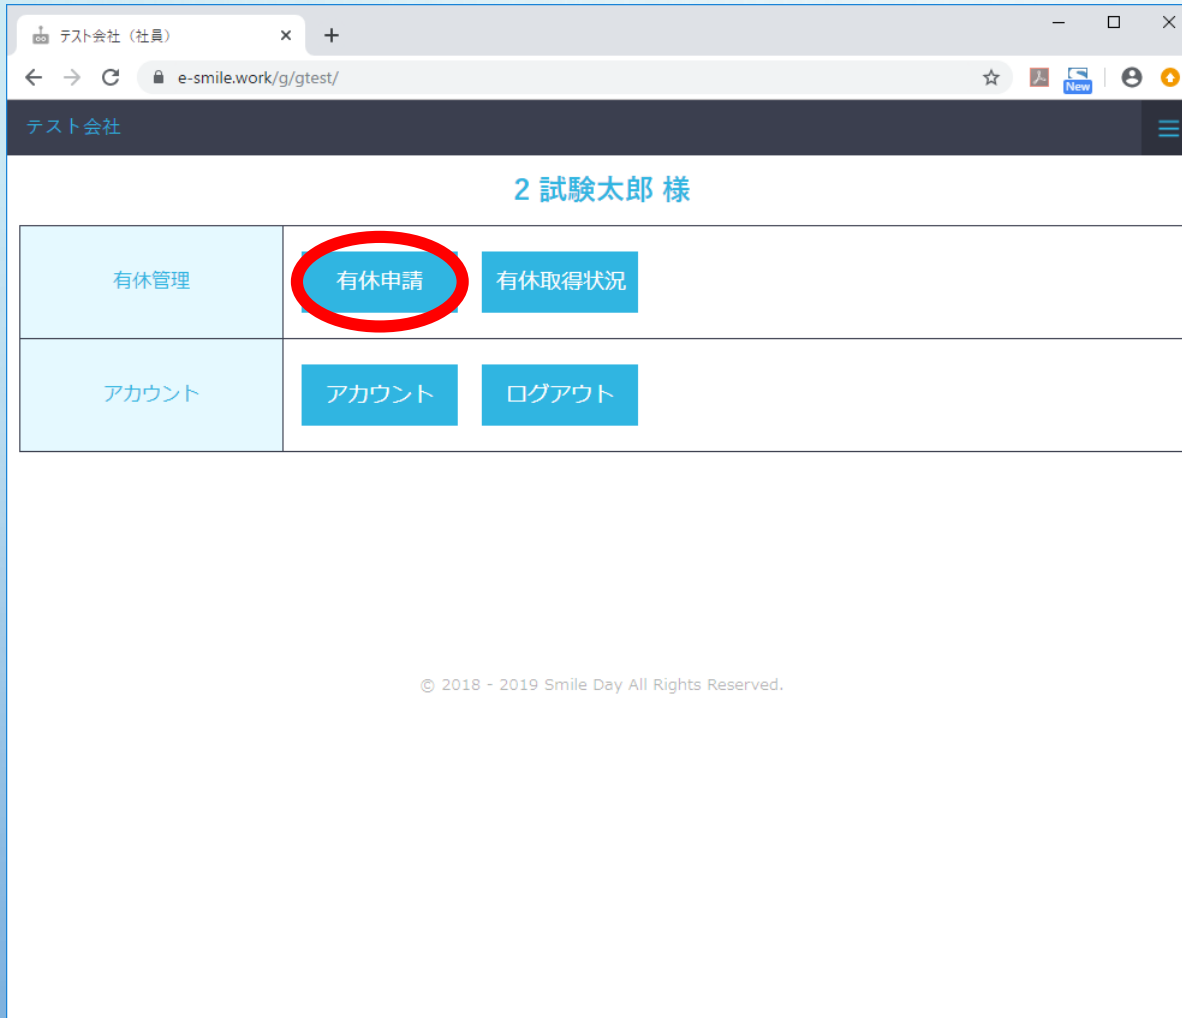 テスト会社（社員）
e-smile.work/g/gtest/
New
テスト会社
2 試験太郎 様
有休管理
有休申請
有休取得状況
アカウント
アカウント
ログアウト
© 2018 - 2019 Smile Day All Rights Reserved.